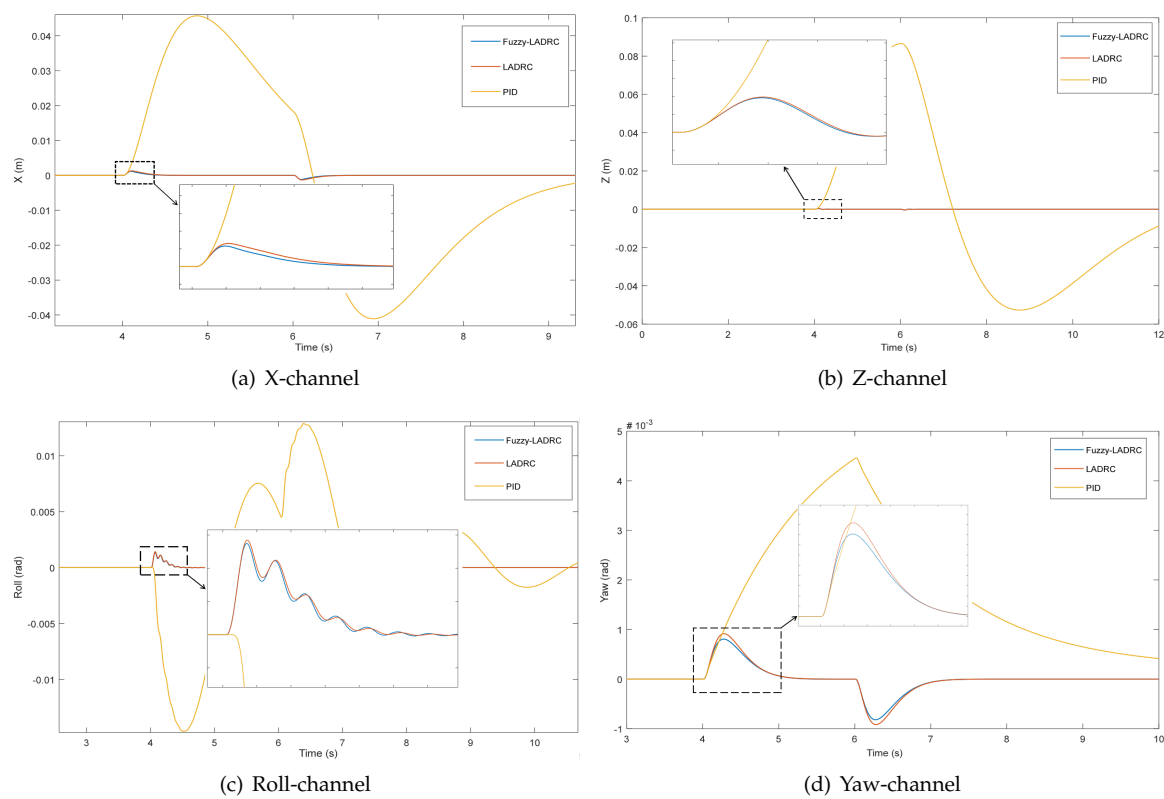 0.04
0.03
0.02
0.01
0
-0.01
-0.02
-0.03
-0.04
X (m)
4
5
6
7
8
9
Time (s)
Fuzzy-LADRC
LADRC
PID
(a) X-channel
0.1
0.08
0.06
0.04
0.02
0
-0.02
-0.04
-0.06
Z (m)
0
2
4
6
8
10
12
Time (s)
Fuzzy-LADRC
LADRC
PID
(b) Z-channel
0.01
0.005
0
-0.005
-0.01
Roll (rad)
3
4
5
6
7
8
9
10
Time (s)
Fuzzy-LADRC
LADRC
PID
(c) Roll-channel
# 10-3
5
4
3
2
1
0
-1
Yaw (rad)
3
4
5
6
7
8
9
10
Time (s)
Fuzzy-LADRC
LADRC
PID
(d) Yaw-channel